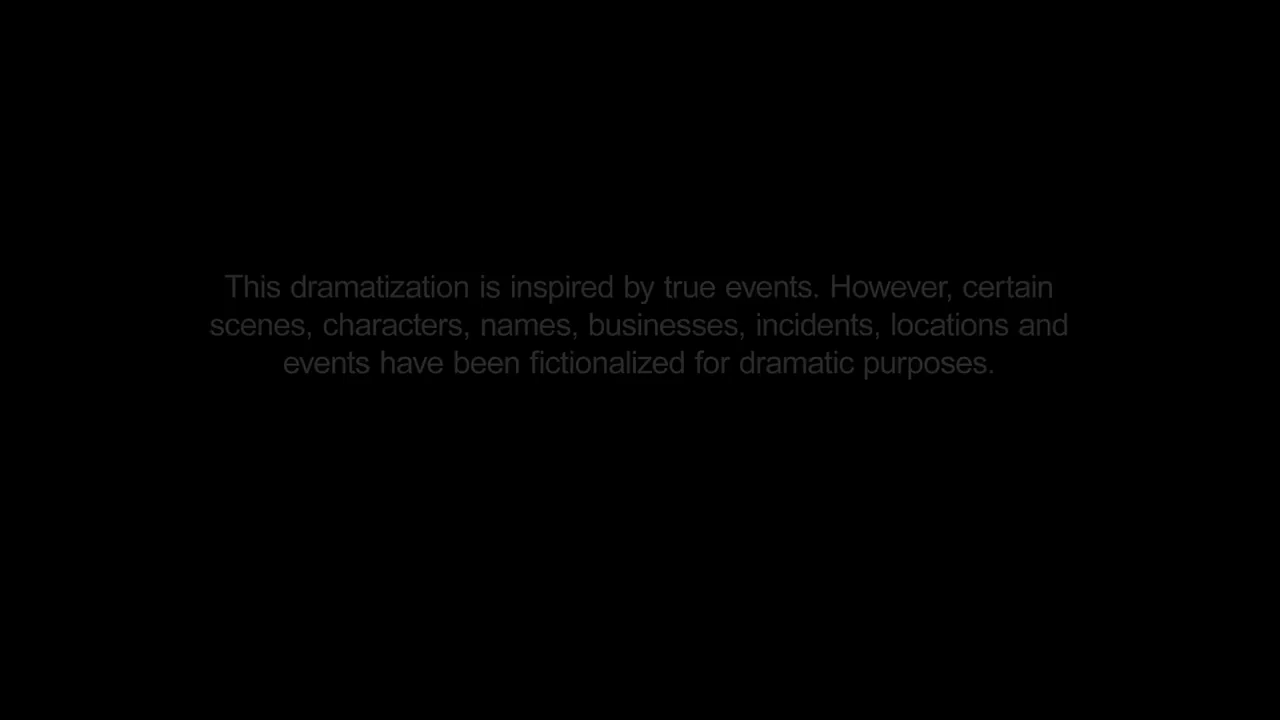 This dramatization is inspired by true events. However, certain
scenes, characters, names, businesses, incidents, locations and
events have been fictionalized for dramatic purposes.